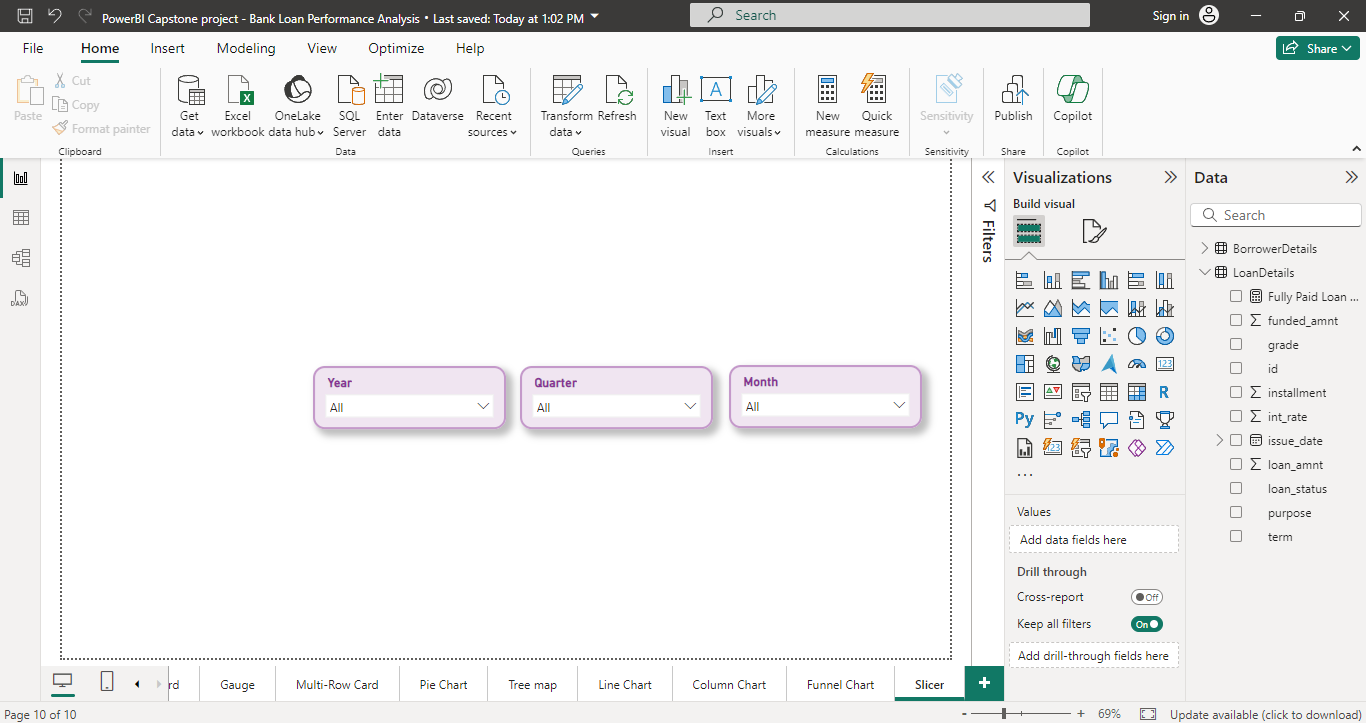 PowerBI Capstone project - Bank Loan Performance Analysis • Last saved: Today at 1:02 PM
Search
Sign in
File Home Insert Modeling View Optimize Help
Share
Paste
Cut
Copy
Format painter
Get data
Excel workbook
OneLake data hub
SQL Server
Enter data
Dataverse
Recent sources
Transform data
Refresh
New visual
Text box
More visuals
New measure
Quick measure
Sensitivity
Publish
Copilot
Clipboard
Data
Queries
Insert
Calculations
Sensitivity
Share
Copilot
DAX
Year
All
Quarter
All
Month
All
Filters
Visualizations
Build visual
123
R
Py
123
...
Values
Add data fields here
Drill through
Cross-report
Off
Keep all filters
On
Add drill-through fields here
Data
Search
BorrowerDetails
LoanDetails
Fully Paid Loan ...
funded_amnt
grade
id
installment
int_rate
issue_date
loan_amnt
loan_status
purpose
term
rd
Gauge
Multi-Row Card
Pie Chart
Tree map
Line Chart
Column Chart
Funnel Chart
Slicer
+
Page 10 of 10
- + 69%
Update available (click to download)